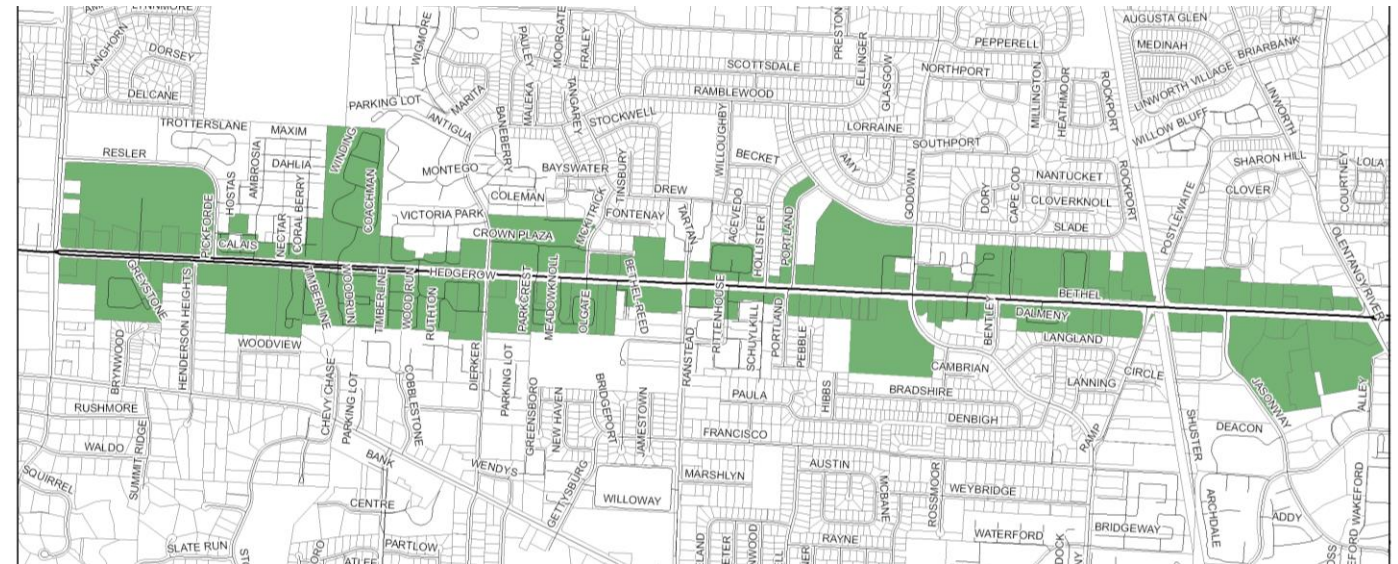 LYNNMORE
LANGHORN
DORSEY
DELCANE
TROTTERSLANE
RESLER
MAXIM
DAHLIA
HOSTAS
AMBROSIA
NECTAR
CORAL BERRY
PICKFORDE
CALAIS
WINDING
COACHMAN
PARKING LOT
WAGMORE
MARITA
ANTIGUA
MONTEGO
VICTORIA PARK
PAULEY
MALEKA
MOORGATE
FRALEY
TANGAREY
BANEBERRY
STOCKWELL
BAYSWATER
COLEMAN
CROWN PLAZA
MCKITRICK
TINSBURY
FONTENAY
DREW
TARTAN
SCOTTSDALE
RAMBLEWOOD
WILLOUGHBY
BECKET
ACEVEDO
HOLLISTER
PORTLAND
PRESTON
ELLINGER
GLASGOW
LORRAINE
AMY
GODOWN
NORTHPORT
SOUTHPORT
PEPPERELL
MILLINGTON
HEATHMOOR
ROCKPORT
NANTUCKET
DORY
CAPE COD
CLOVERKNOLL
SLADE
ROCKPORT
AUGUSTA GLEN
MEDINAH
BRIARBANK
LINWORTH VILLAGE
LINWORTH
WILLOW BLUFF
SHARON HILL
CLOVER
POSTLEWAITE
COURTNEY
LOLA
OLENTANGY RIVER
HEDGEROW
BETHEL
GREYSTONE
HENDERSON HEIGHTS
BRYNWOOD
WOODVIEW
TIMBERLINE
NUGROOM
TIMBERLINE
WOOD RUN
RUTHTON
DIERKER
PARKCREST
MEADOWKNOLL
OLGATE
BETHEL REED
RANSTEAD
RITTENHOUSE
SCHUYLKILL
PORTLAND
PEBBLE
BENTLEY
DALMENY
LANGLAND
CAMBRIAN
LANNING
CIRCLE
RUSHMORE
WALDO
SUMMIT RIDGE
SQUIRREL
SLATE RUN
CHEVY CHASE
PARKING LOT
COBBLESTONE
BANK
CENTRE
PARTLOW
WENDYS
PARKING LOT
GREENSBORO
NEW HAVEN
BRIDGEPORT
JAMESTOWN
GETTYSBURG
WILLOWAY
FRANCISCO
MARSHLYN
PAULA
HIBBS
BRADSHIRE
DENBIGH
AUSTIN
MCBANE
RAYNE
ROSSMOOR
WEYBRIDGE
WATERFORD
BRIDGEWAY
RAMP
SHUSTER
ARCHDALE
DEACON
JASONWAY
ALLEY
ADDY
WAKEFORD